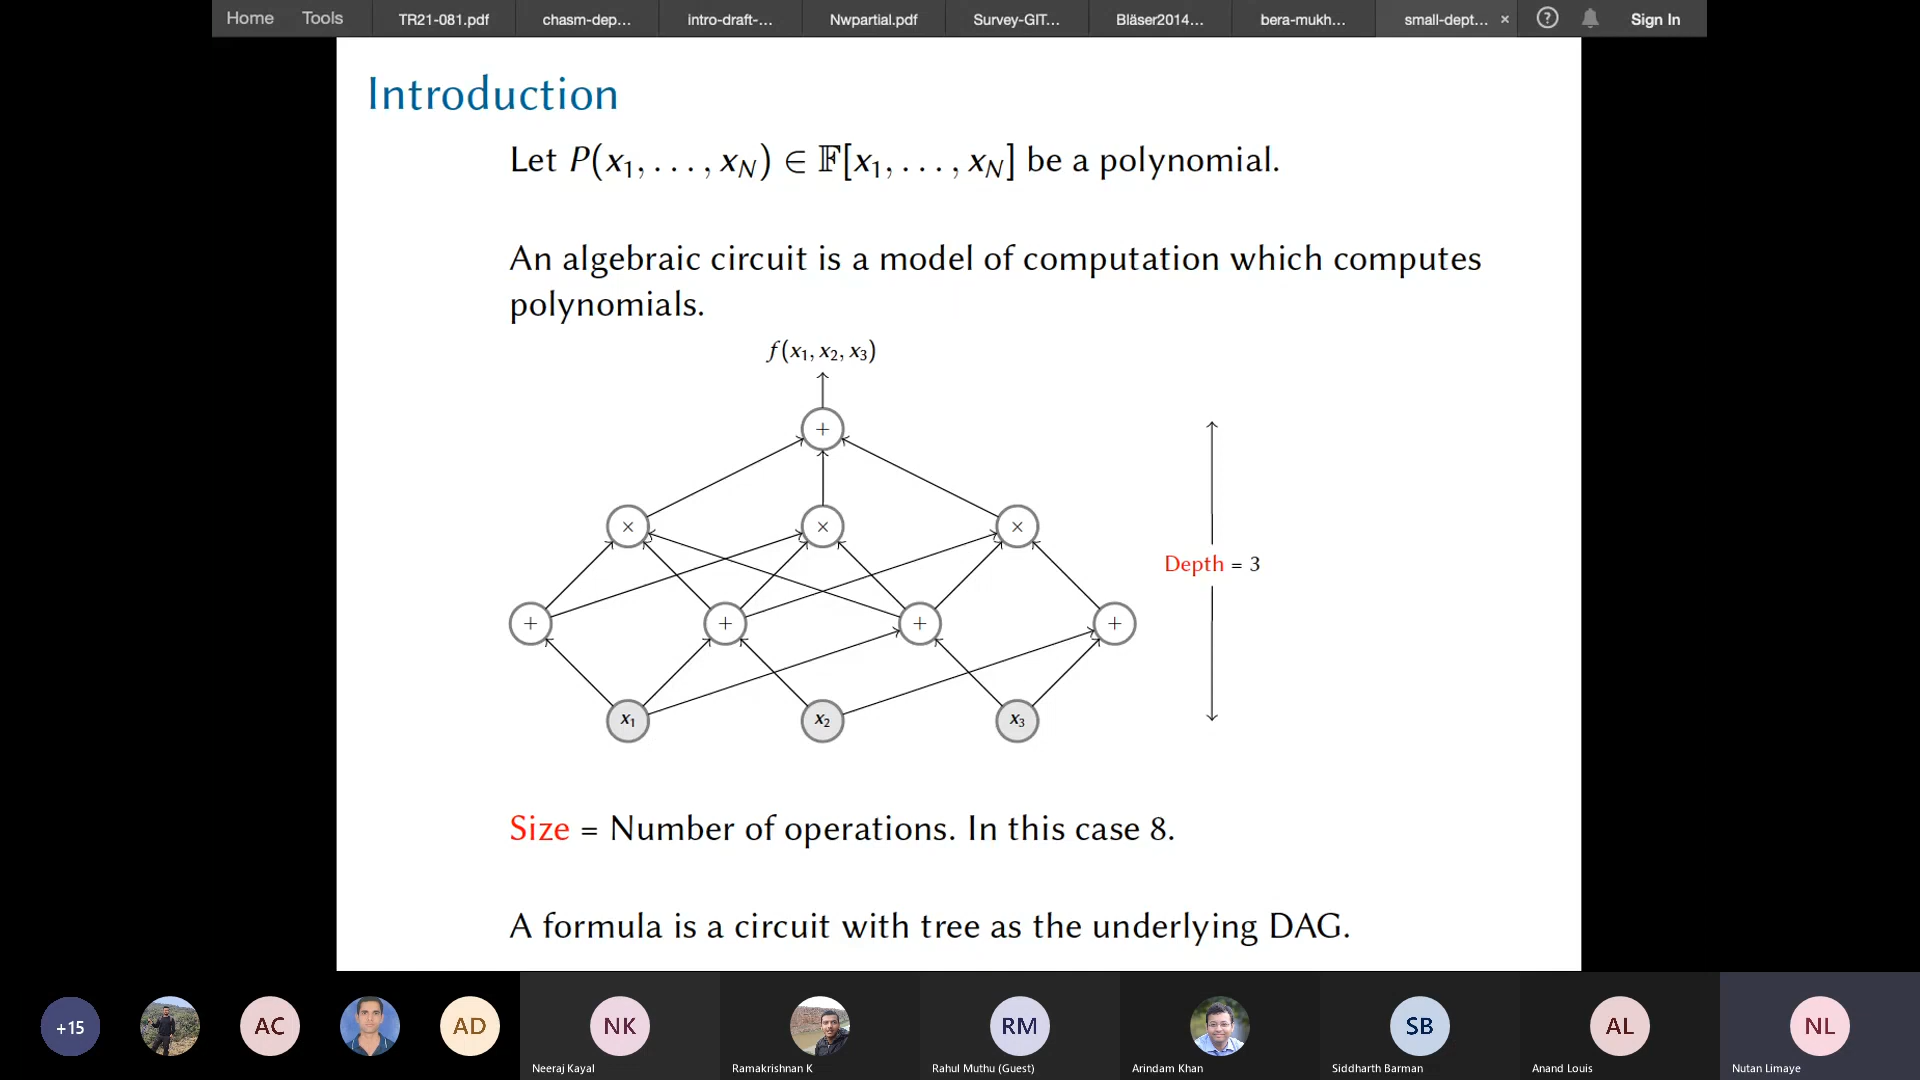 Home Tools TR21-081.pdf chasm-dep... intro-draft-... Nwpartial.pdf Survey-GIT... Bläser2014... bera-mukh... small-dept... × ? Sign In
Introduction
Let P(x₁, . . . , x_N) ∈ 𝔽[x₁, . . . , x_N] be a polynomial.
An algebraic circuit is a model of computation which computes
polynomials.
f(x₁, x₂, x₃)
+
× × ×
Depth = 3
+ + + +
x₁ x₂ x₃
Size = Number of operations. In this case 8.
A formula is a circuit with tree as the underlying DAG.
+15 AC AD NK RM SB AL NL
Neeraj Kayal Ramakrishnan K Rahul Muthu (Guest) Arindam Khan Siddharth Barman Anand Louis Nutan Limaye